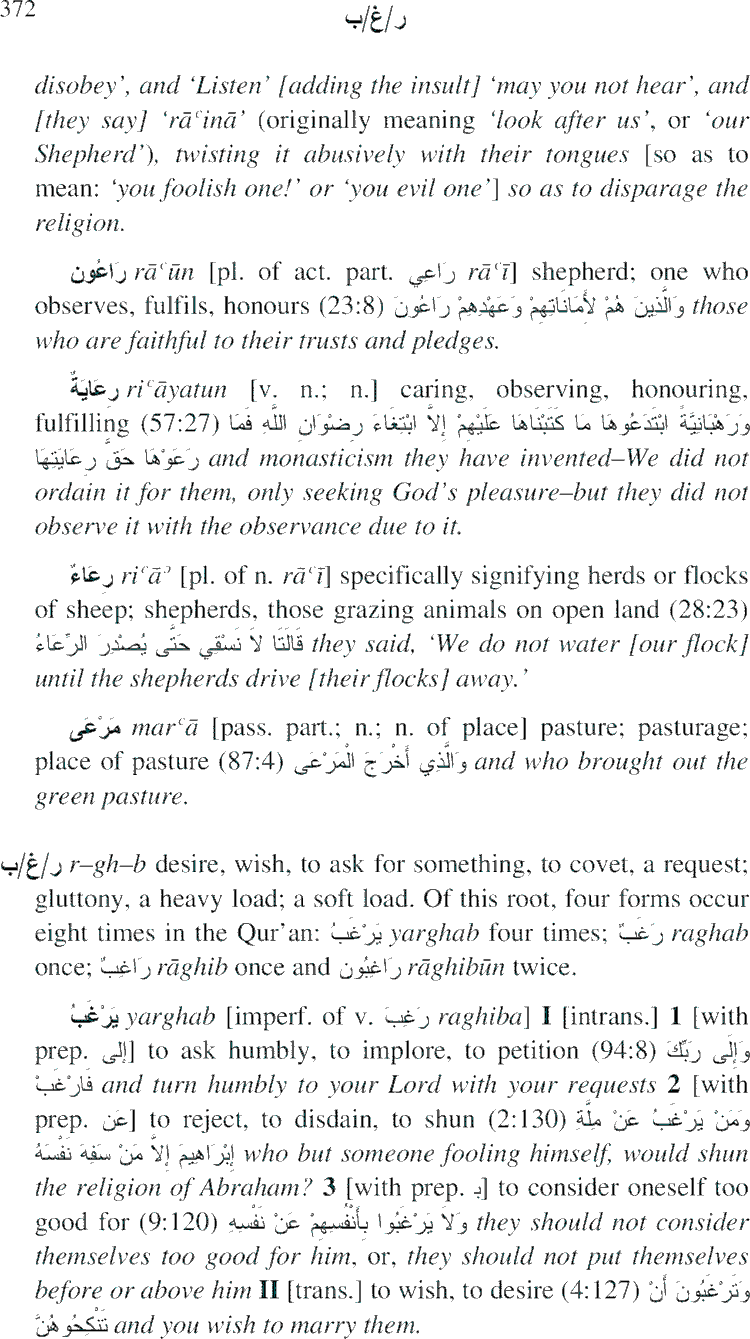 372
ر/غ/ب
disobey’, and ‘Listen’ [adding the insult] ‘may you not hear’, and
[they say] ‘rāʿinā’ (originally meaning ‘look after us’, or ‘our
Shepherd’), twisting it abusively with their tongues [so as to
mean: ‘you foolish one!’ or ‘you evil one’] so as to disparage the
religion.
رَاعُون rāʿūn [pl. of act. part. رَاعِي rāʿī] shepherd; one who
observes, fulfils, honours (23:8) وَالَّذِينَ هُمْ لأَمَانَاتِهِمْ وَعَهْدِهِمْ رَاعُونَ those
who are faithful to their trusts and pledges.
رِعَايَةٌ riʿāyatun [v. n.; n.] caring, observing, honouring,
fulfilling (57:27) وَرَهْبَانِيَّةً ابْتَدَعُوهَا مَا كَتَبْنَاهَا عَلَيْهِمْ إِلاَّ ابْتِغَاءَ رِضْوَانِ اللَّهِ فَمَا
رَعَوْهَا حَقَّ رِعَايَتِهَا and monasticism they have invented–We did not
ordain it for them, only seeking God’s pleasure–but they did not
observe it with the observance due to it.
رِعَاءٌ riʿāʾ [pl. of n. rāʿī] specifically signifying herds or flocks
of sheep; shepherds, those grazing animals on open land (28:23)
قَالَتَا لاَ نَسْقِي حَتَّى يُصْدِرَ الرِّعَاءُ they said, ‘We do not water [our flock]
until the shepherds drive [their flocks] away.’
مَرْعَى marʿā [pass. part.; n.; n. of place] pasture; pasturage;
place of pasture (87:4) وَالَّذِي أَخْرَجَ الْمَرْعَى and who brought out the
green pasture.
ر/غ/ب r–gh–b desire, wish, to ask for something, to covet, a request;
gluttony, a heavy load; a soft load. Of this root, four forms occur
eight times in the Qur’an: يَرْغَبُ yarghab four times; رَغَبٌ raghab
once; رَاغِبٌ rāghib once and رَاغِبُون rāghibūn twice.
يَرْغَبُ yarghab [imperf. of v. رَغِبَ raghiba] I [intrans.] 1 [with
prep. إلى] to ask humbly, to implore, to petition (94:8) وَإِلَى رَبِّكَ
فَارْغَبْ and turn humbly to your Lord with your requests 2 [with
prep. عَن] to reject, to disdain, to shun (2:130) وَمَنْ يَرْغَبُ عَنْ مِلَّةِ
إِبْرَاهِيمَ إِلاَّ مَنْ سَفِهَ نَفْسَهُ who but someone fooling himself, would shun
the religion of Abraham? 3 [with prep. بـ] to consider oneself too
good for (9:120) وَلاَ يَرْغَبُوا بِأَنْفُسِهِمْ عَنْ نَفْسِهِ they should not consider
themselves too good for him, or, they should not put themselves
before or above him II [trans.] to wish, to desire (4:127) وَتَرْغَبُونَ أَنْ
تَنْكِحُوهُنَّ and you wish to marry them.